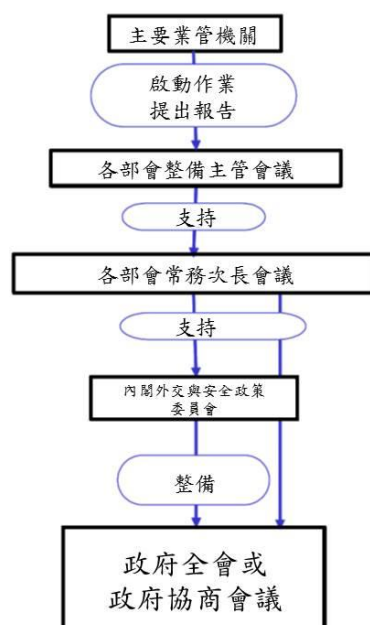 主要業管機關
啟動作業
提出報告
各部會整備主管會議
支持
各部會常務次長會議
支持
內閣外交與安全政策
委員會
整備
政府全會或
政府協商會議